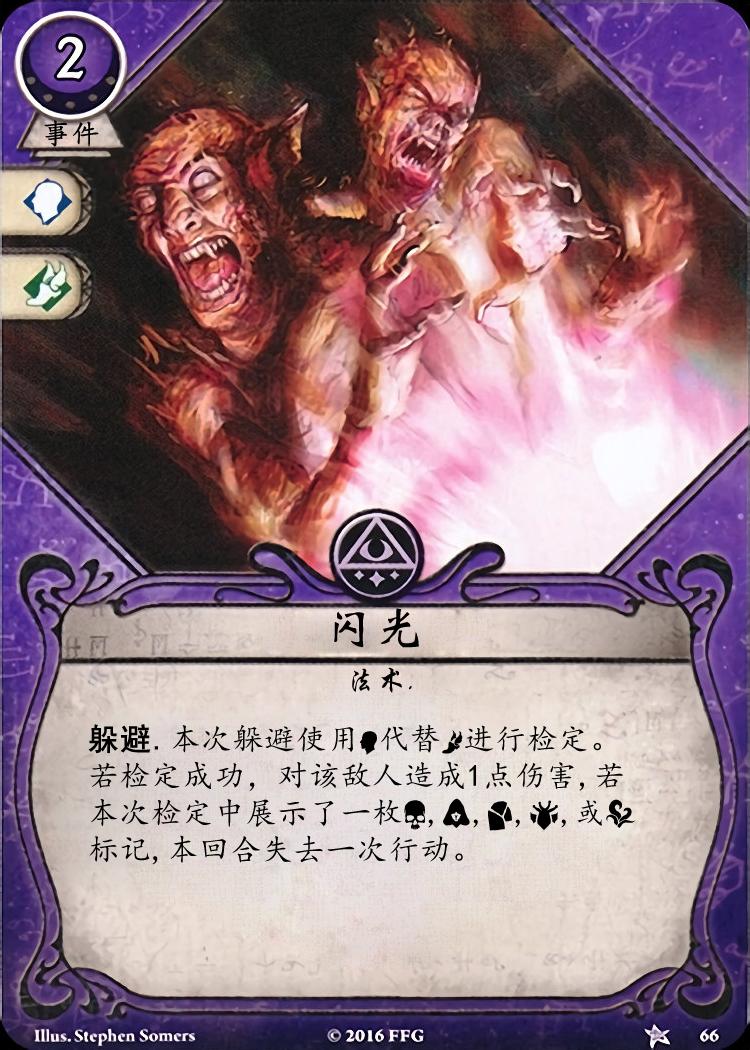 2
事件
闪光
法术.
躲避. 本次躲避使用代替进行检定。
若检定成功, 对该敌人造成1点伤害, 若
本次检定中展示了一枚, , , , 或
标记, 本回合失去一次行动。
Illus. Stephen Somers © 2016 FFG 66